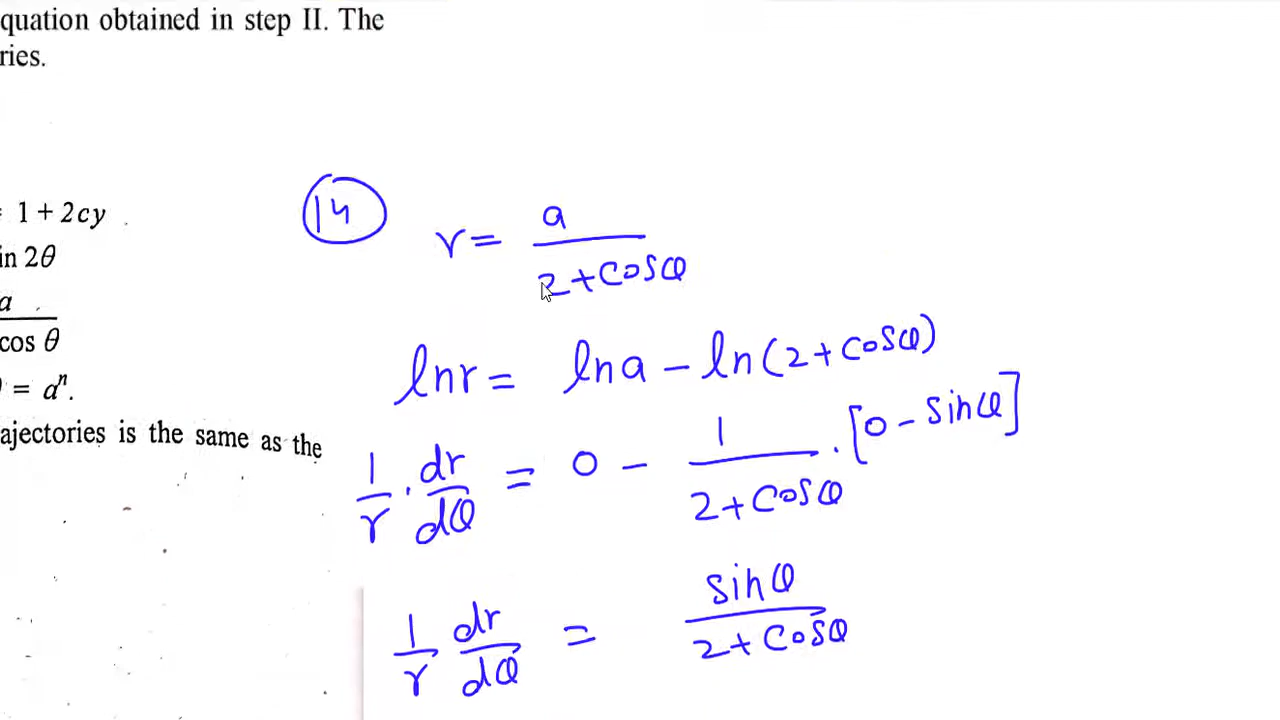 quation obtained in step II. The
ries.
= 1 + 2cy
in 2θ
a
cos θ
= aⁿ.
ajectories is the same as the
14
r = a / 2+cosθ
lnr = lna − ln(2+cosθ)
1/r · dr/dθ = 0 − 1/2+cosθ · [0 − sinθ]
1/r dr/dθ = sinθ / 2+cosθ